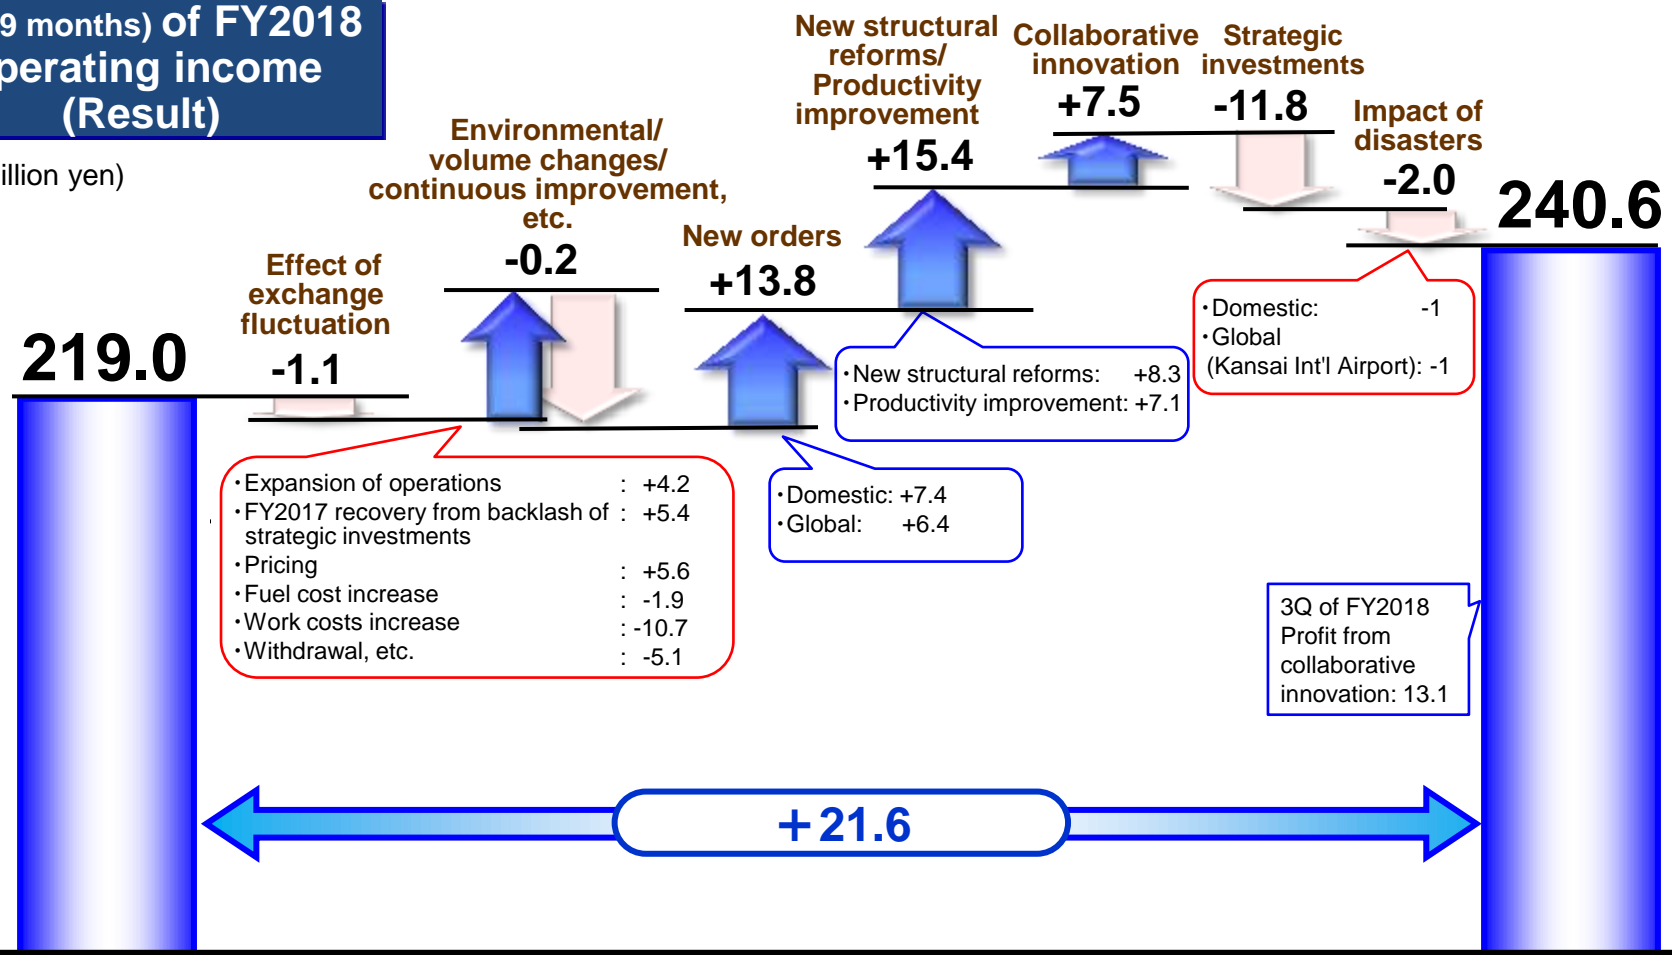 9 months) of FY2018
perating income
(Result)
illion yen)
219.0
Effect of
exchange
fluctuation
-1.1
Environmental/
volume changes/
continuous improvement,
etc.
-0.2
New orders
+13.8
New structural
reforms/
Productivity
improvement
+15.4
Collaborative
innovation
+7.5
Strategic
investments
-11.8
Impact of
disasters
-2.0
240.6
・Domestic: -1
・Global
(Kansai Int'l Airport): -1
・New structural reforms: +8.3
・Productivity improvement: +7.1
・Expansion of operations : +4.2
・FY2017 recovery from backlash of : +5.4
strategic investments
・Pricing : +5.6
・Fuel cost increase : -1.9
・Work costs increase : -10.7
・Withdrawal, etc. : -5.1
・Domestic: +7.4
・Global: +6.4
3Q of FY2018
Profit from
collaborative
innovation: 13.1
+21.6